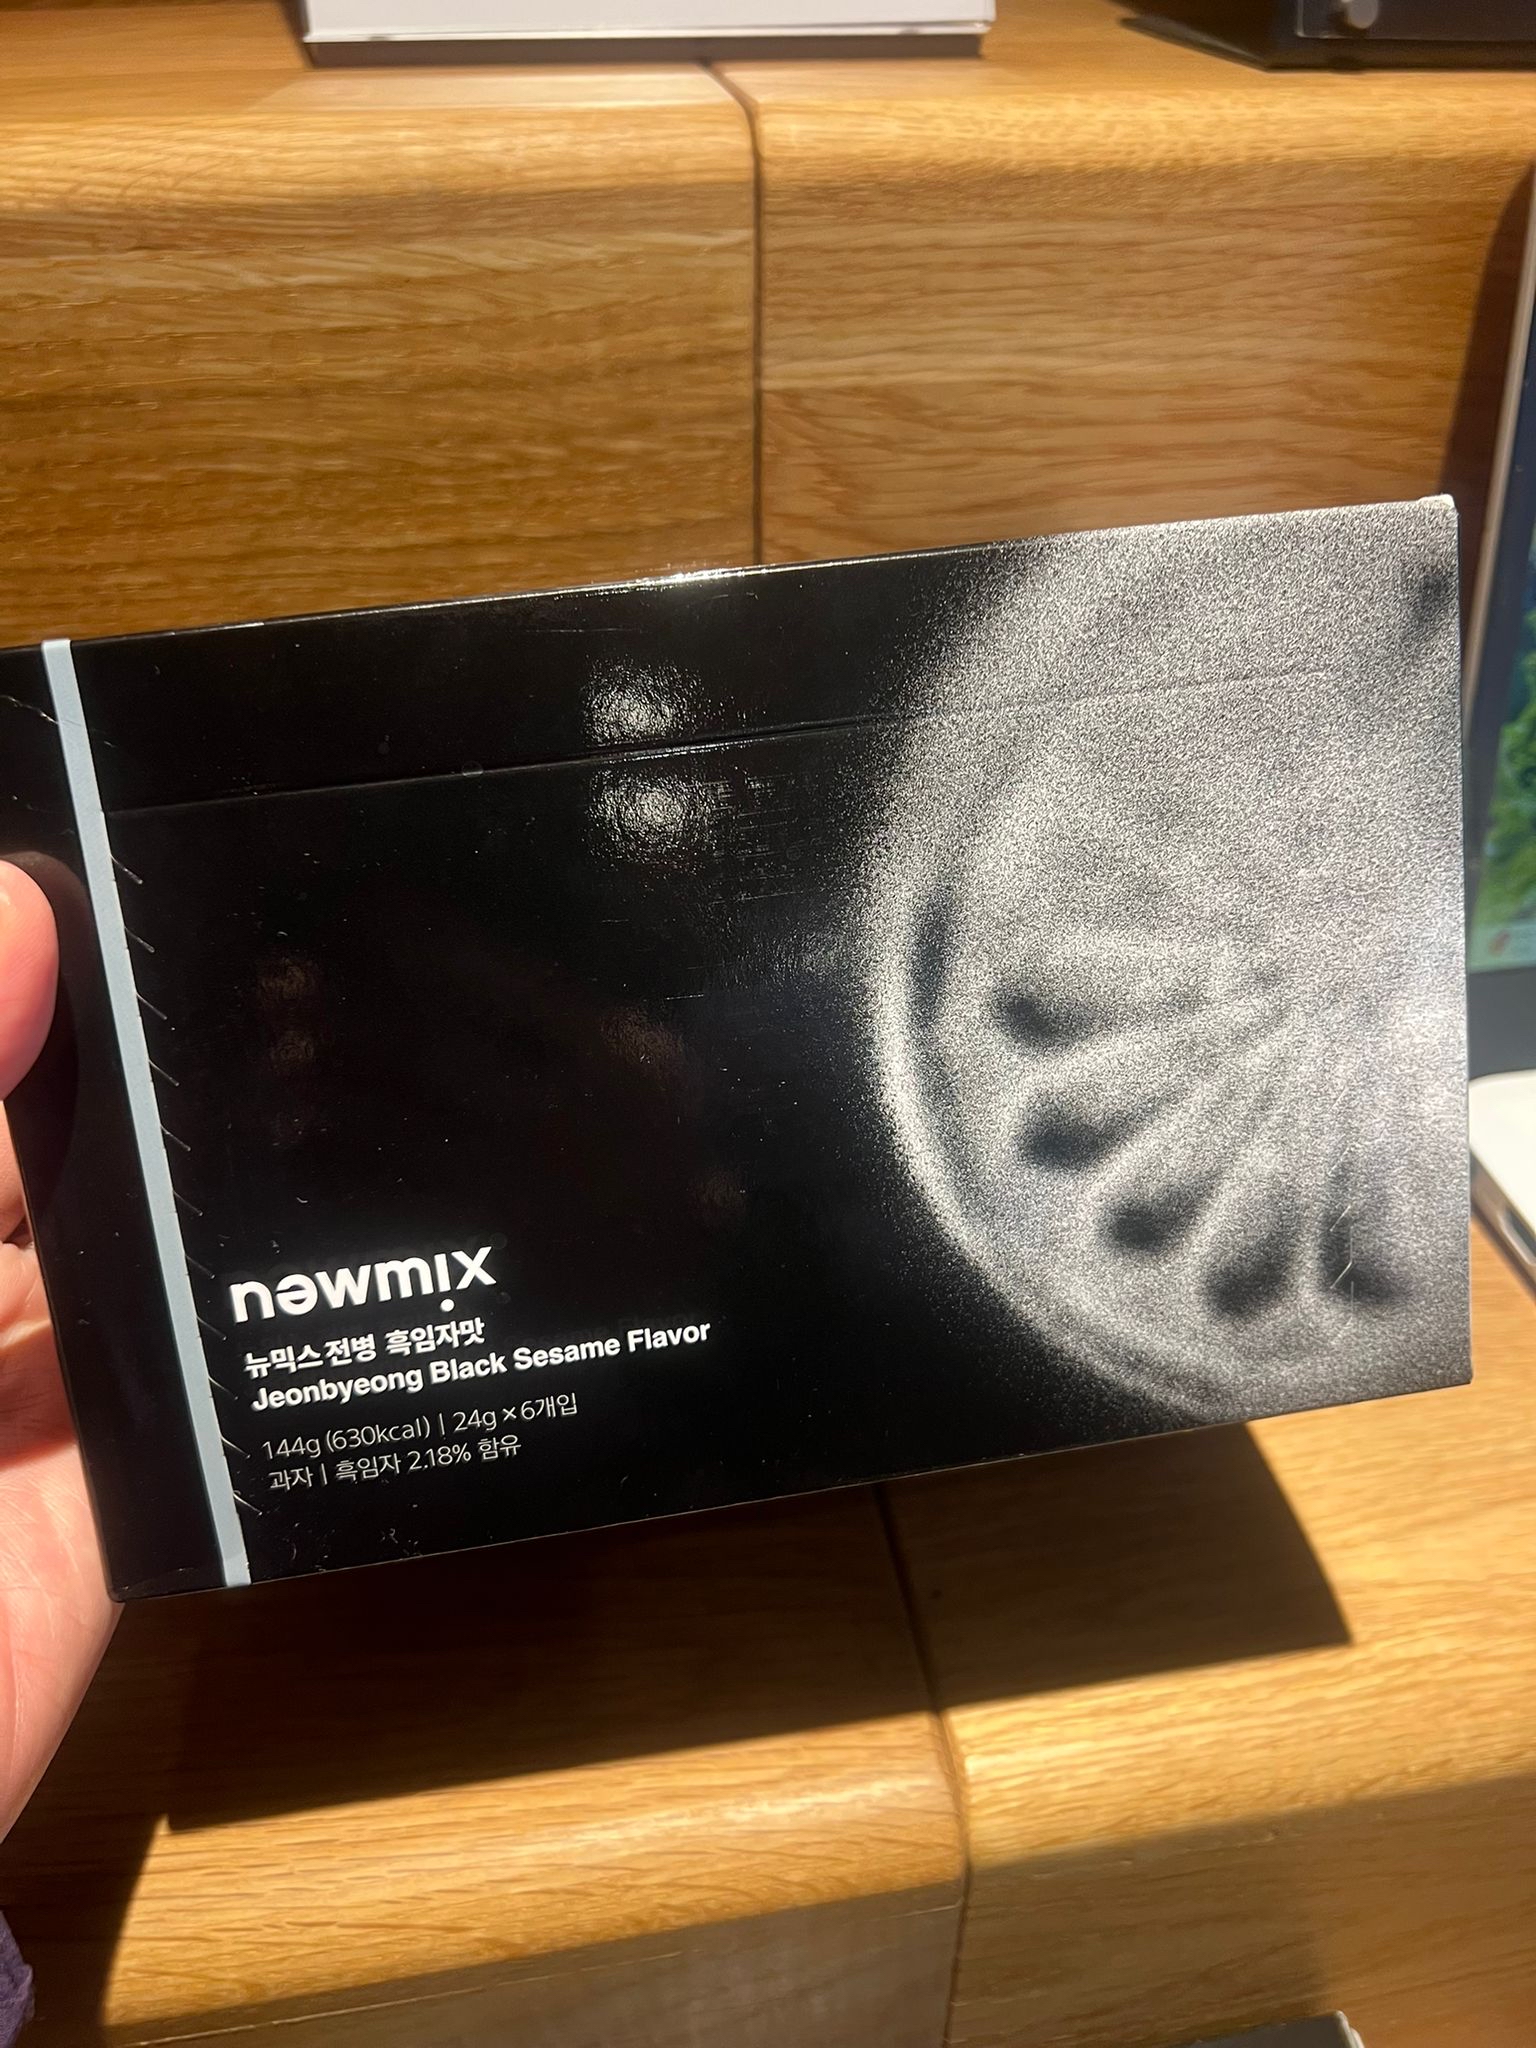 newmix
뉴믹스전병 흑임자맛
Jeonbyeong Black Sesame Flavor
144g (630kcal) | 24g×6개입
과자 | 흑임자 2.18% 함유